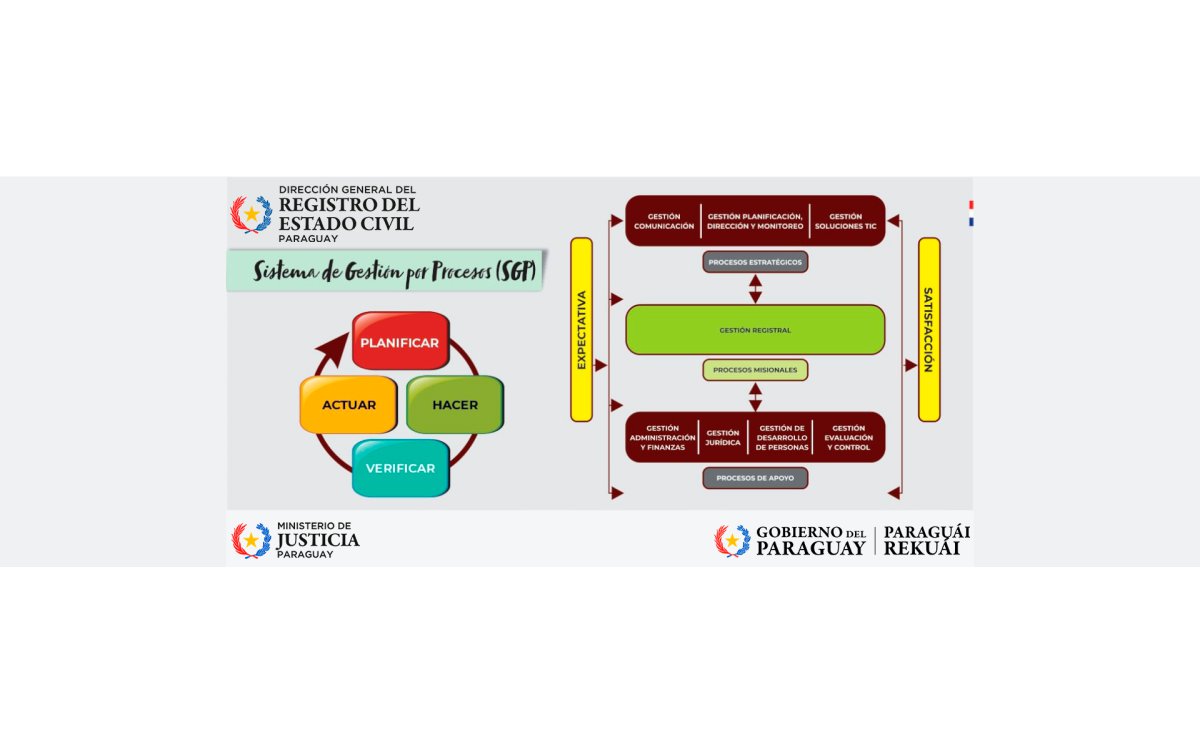 DIRECCIÓN GENERAL DEL
REGISTRO DEL
ESTADO CIVIL
PARAGUAY
Sistema de Gestión por Procesos (SGP)
PLANIFICAR
ACTUAR
HACER
VERIFICAR
EXPECTATIVA
GESTIÓN
COMUNICACIÓN
GESTIÓN PLANIFICACIÓN,
DIRECCIÓN Y MONITOREO
GESTIÓN
SOLUCIONES TIC
PROCESOS ESTRATÉGICOS
GESTIÓN REGISTRAL
PROCESOS MISIONALES
GESTIÓN
ADMINISTRACIÓN
Y FINANZAS
GESTIÓN
JURÍDICA
GESTIÓN DE
DESARROLLO
DE PERSONAS
GESTIÓN
EVALUACIÓN
Y CONTROL
PROCESOS DE APOYO
SATISFACCIÓN
MINISTERIO DE
JUSTICIA
PARAGUAY
GOBIERNO DEL
PARAGUAY
PARAGUÁI
REKUÁI